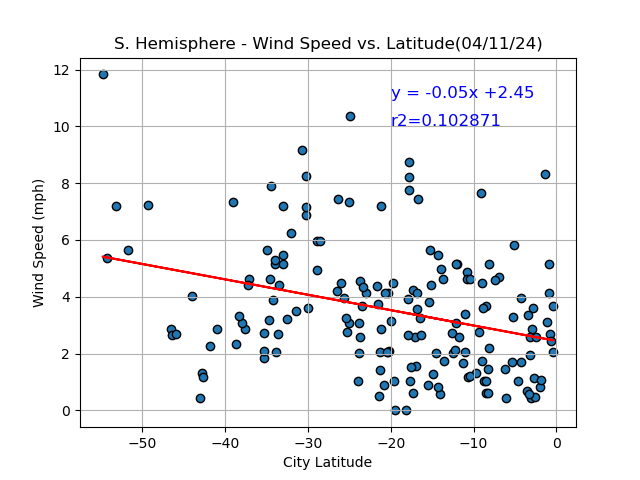 S. Hemisphere - Wind Speed vs. Latitude(04/11/24)
12
10
8
6
4
2
0
Wind Speed (mph)
y = -0.05x +2.45
r2=0.102871
−50 −40 −30 −20 −10 0
City Latitude